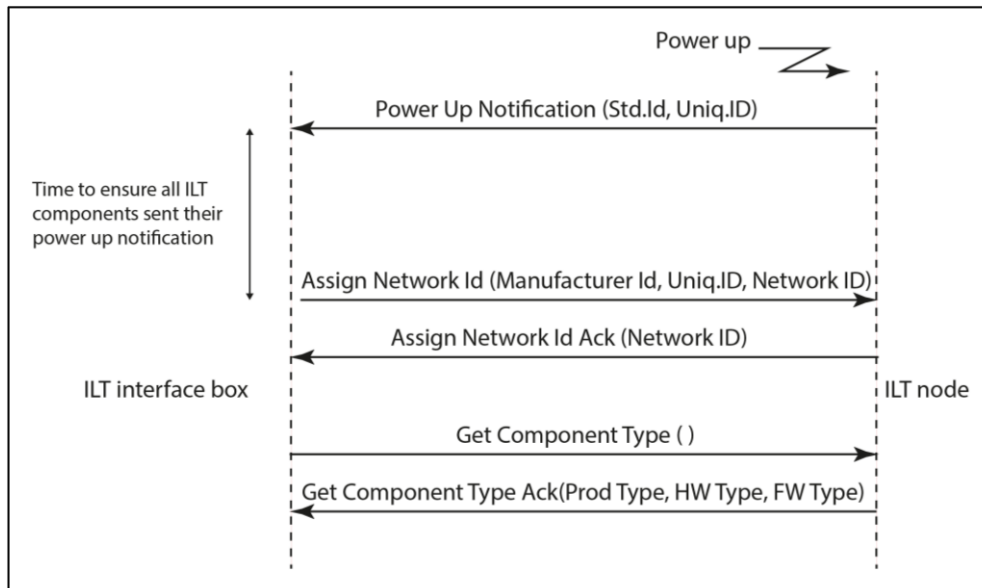 Power up
Power Up Notification (Std.Id, Uniq.ID)
Time to ensure all ILT
components sent their
power up notification
Assign Network Id (Manufacturer Id, Uniq.ID, Network ID)
Assign Network Id Ack (Network ID)
ILT interface box
ILT node
Get Component Type ( )
Get Component Type Ack(Prod Type, HW Type, FW Type)